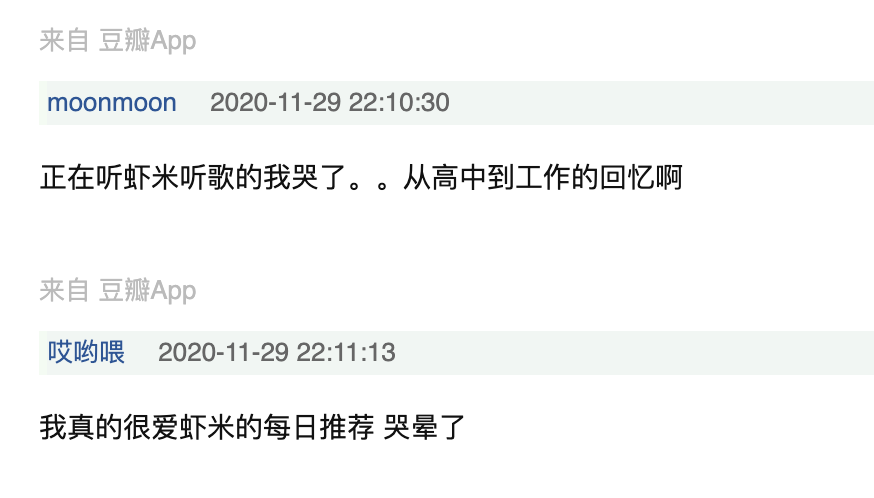 来自 豆瓣App
moonmoon 2020-11-29 22:10:30
正在听虾米听歌的我哭了。。从高中到工作的回忆啊
来自 豆瓣App
哎哟喂 2020-11-29 22:11:13
我真的很爱虾米的每日推荐 哭晕了